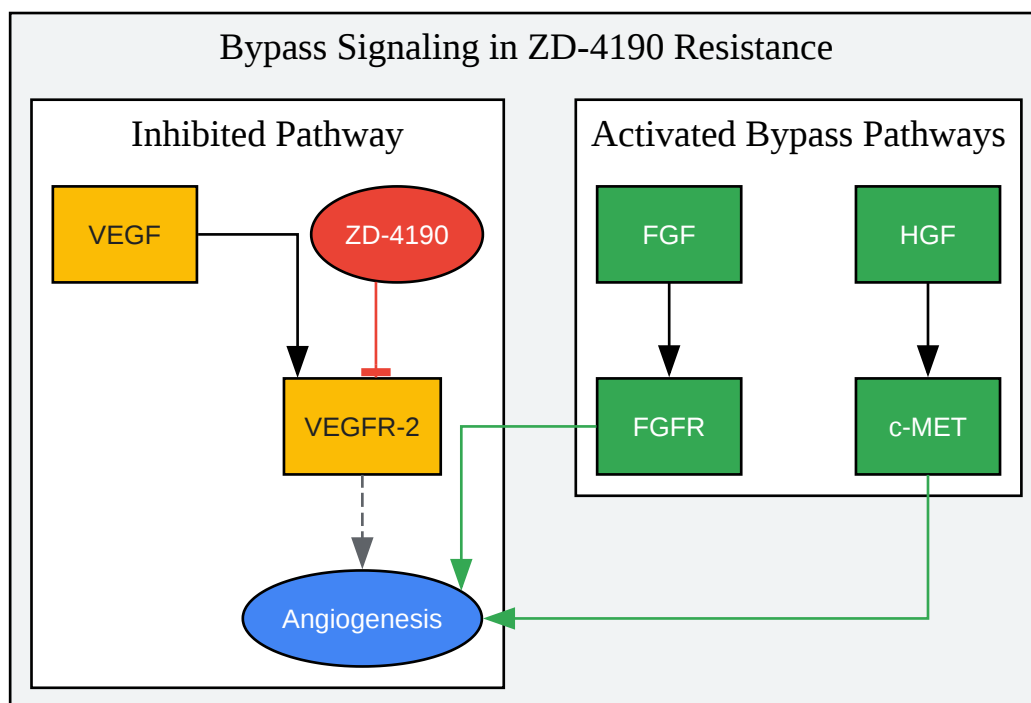 Bypass Signaling in ZD-4190 Resistance
Inhibited Pathway
VEGF
ZD-4190
VEGFR-2
Angiogenesis
Activated Bypass Pathways
FGF
HGF
FGFR
c-MET